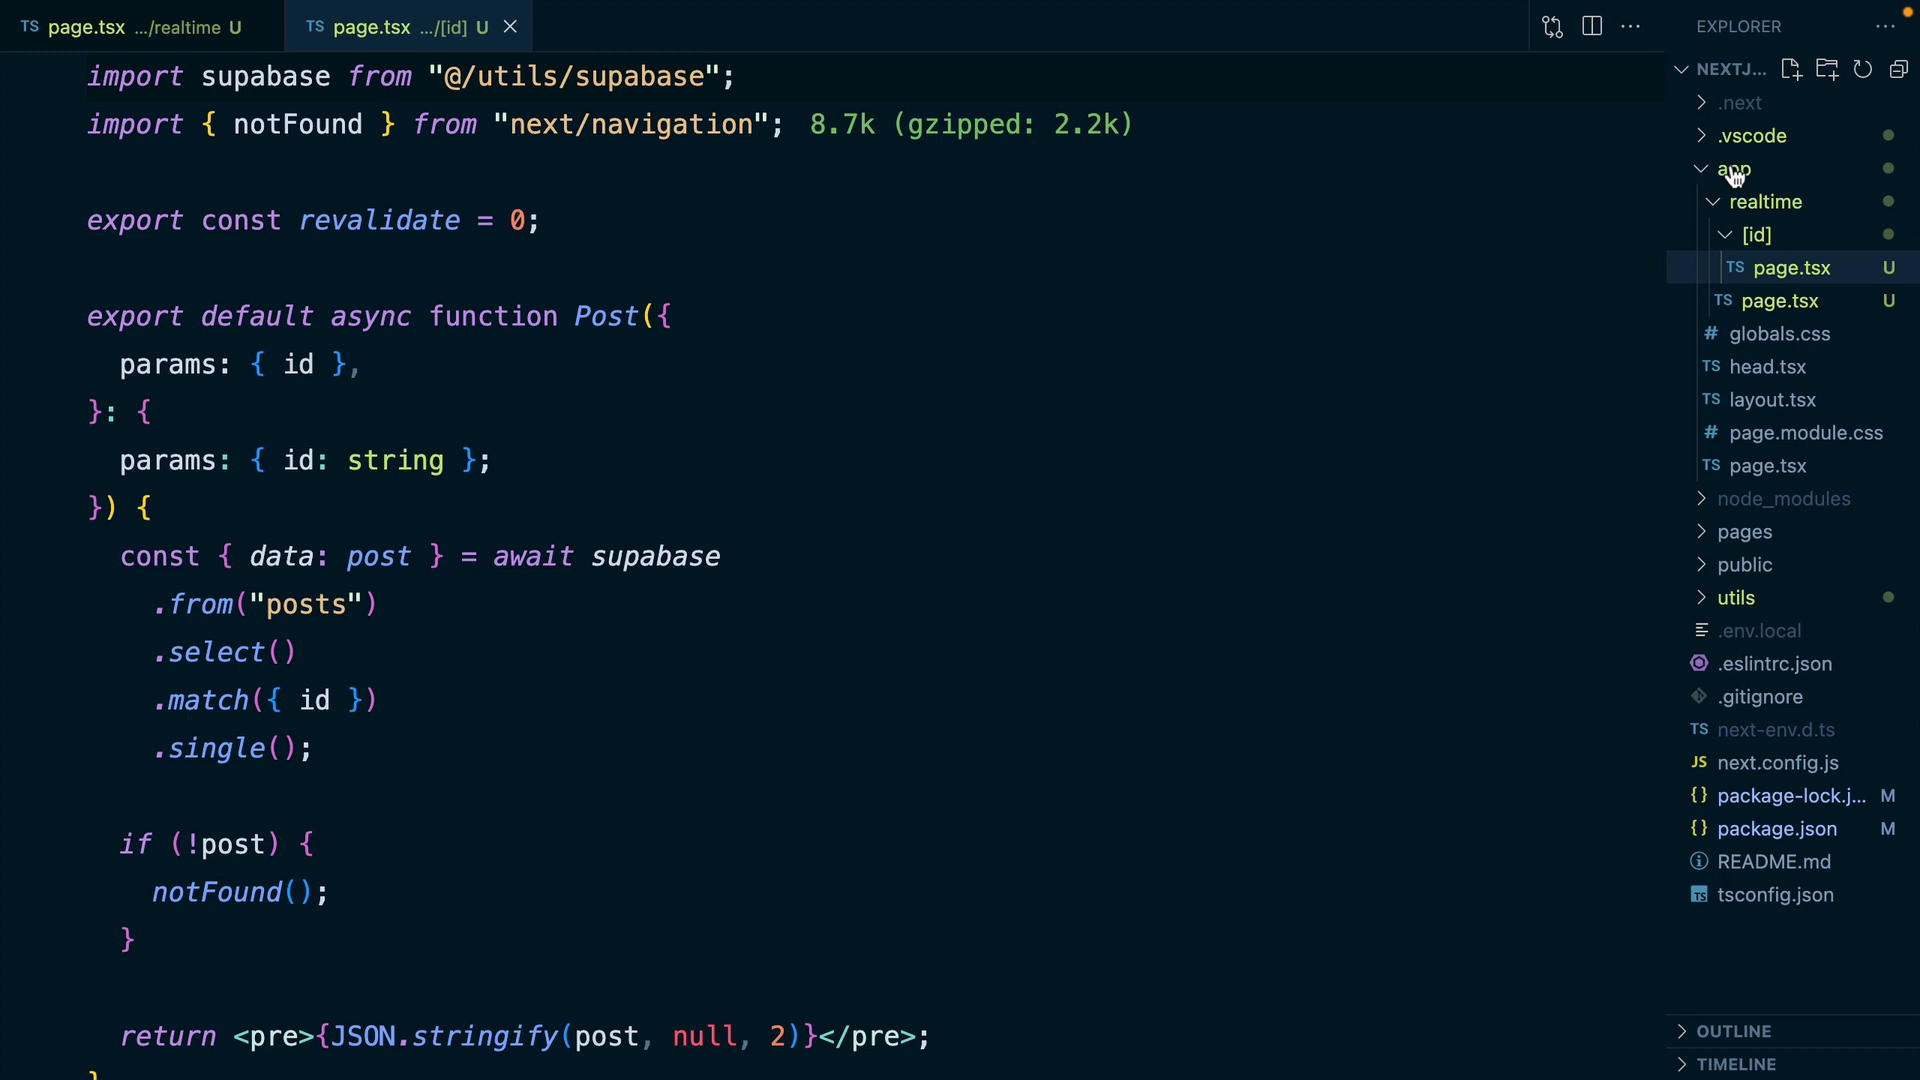 TS page.tsx .../realtime U
TS page.tsx .../[id] U
import supabase from "@/utils/supabase";
import { notFound } from "next/navigation"; 8.7k (gzipped: 2.2k)
export const revalidate = 0;
export default async function Post({
params: { id },
}: {
params: { id: string };
}) {
const { data: post } = await supabase
.from("posts")
.select()
.match({ id })
.single();
if (!post) {
notFound();
}
return <pre>{JSON.stringify(post, null, 2)}</pre>;
}
EXPLORER
NEXTJ...
.next
.vscode
app
realtime
[id]
TS page.tsx U
TS page.tsx U
# globals.css
TS head.tsx
TS layout.tsx
# page.module.css
TS page.tsx
node_modules
pages
public
utils
.env.local
.eslintrc.json
.gitignore
TS next-env.d.ts
JS next.config.js
{} package-lock.j... M
{} package.json M
README.md
TS tsconfig.json
OUTLINE
TIMELINE